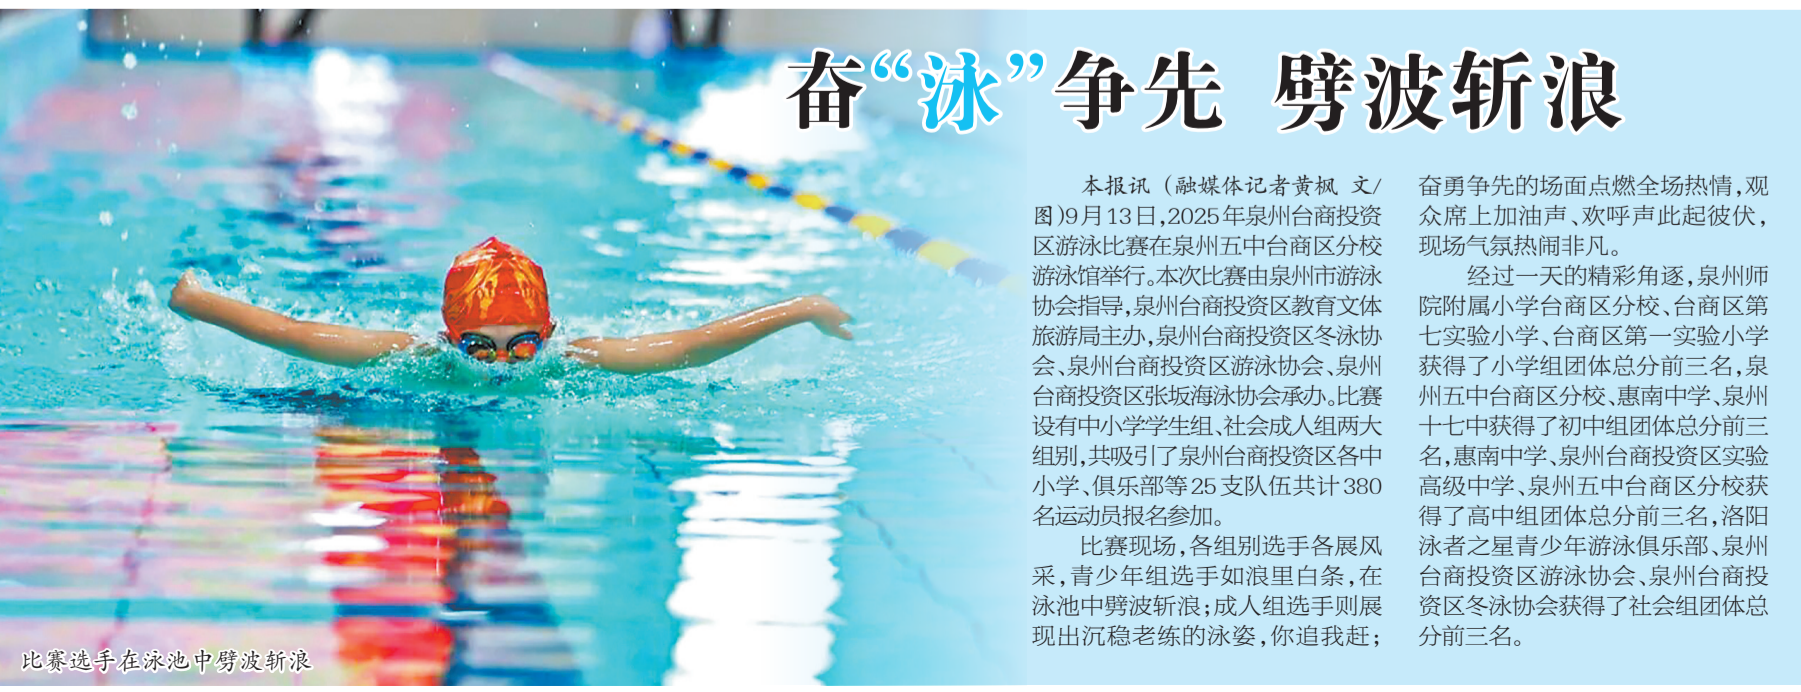 奋“泳”争先 劈波斩浪
本报讯（融媒体记者黄枫 文/
图）9月13日，2025年泉州台商投资
区游泳比赛在泉州五中台商区分校
游泳馆举行。本次比赛由泉州市游泳
协会指导，泉州台商投资区教育文体
旅游局主办，泉州台商投资区冬泳协
会、泉州台商投资区游泳协会、泉州
台商投资区张坂海泳协会承办。比赛
设有中小学学生组、社会成人组两大
组别，共吸引了泉州台商投资区各中
小学、俱乐部等25支队伍共计380
名运动员报名参加。
比赛现场，各组别选手各展风
采，青少年组选手如浪里白条，在
泳池中劈波斩浪；成人组选手则展
现出沉稳老练的泳姿，你追我赶；
奋勇争先的场面点燃全场热情，观
众席上加油声、欢呼声此起彼伏，
现场气氛热闹非凡。
经过一天的精彩角逐，泉州师
院附属小学台商区分校、台商区第
七实验小学、台商区第一实验小学
获得了小学组团体总分前三名，泉
州五中台商区分校、惠南中学、泉州
十七中获得了初中组团体总分前三
名，惠南中学、泉州台商投资区实验
高级中学、泉州五中台商区分校获
得了高中组团体总分前三名，洛阳
泳者之星青少年游泳俱乐部、泉州
台商投资区游泳协会、泉州台商投
资区冬泳协会获得了社会组团体总
分前三名。
比赛选手在泳池中劈波斩浪